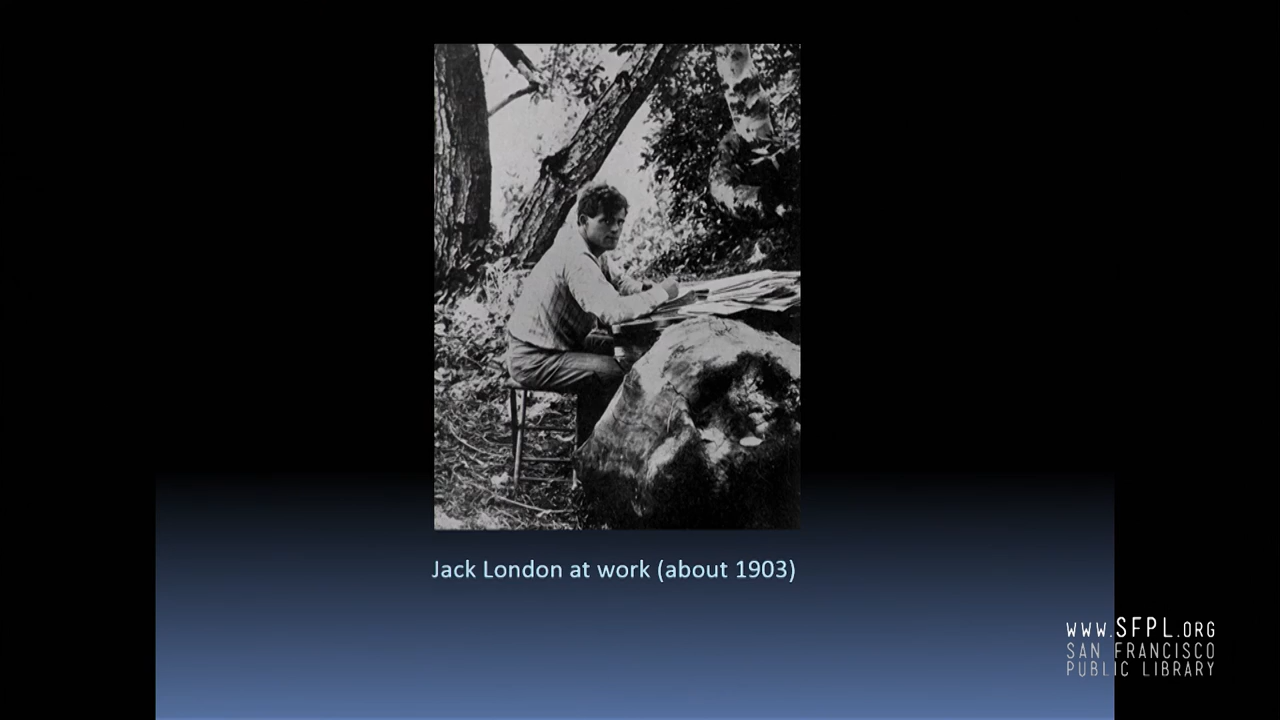 Jack London at work (about 1903)
WWW.SFPL.ORG
SAN FRANCISCO
PUBLIC LIBRARY